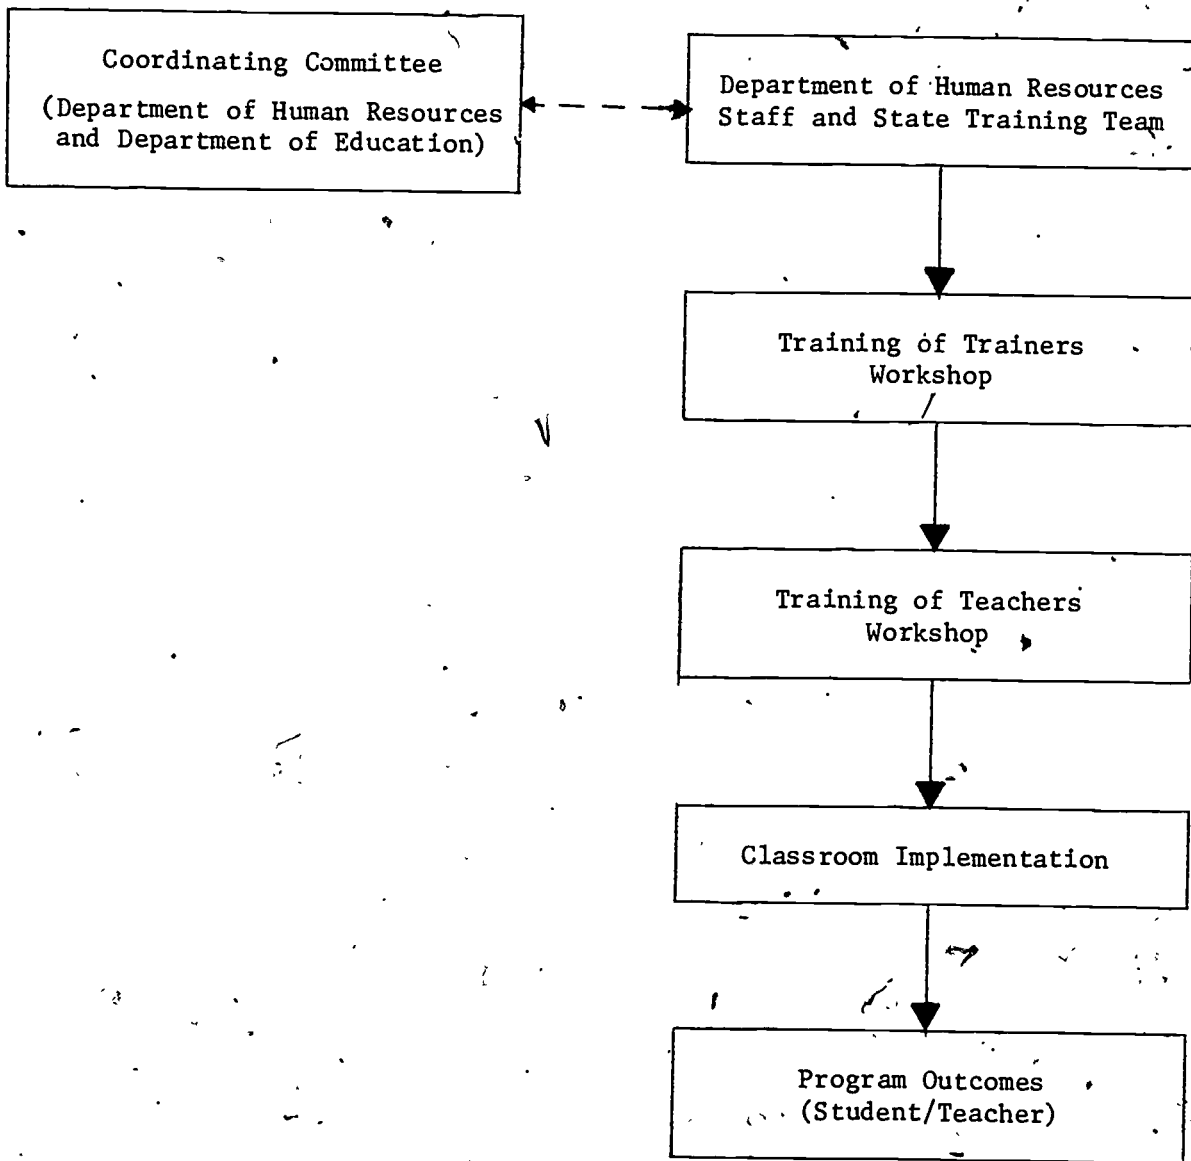 Coordinating Committee
(Department of Human Resources
and Department of Education)
Department of Human Resources
Staff and State Training Team
Training of Trainers
Workshop
Training of Teachers
Workshop
Classroom Implementation
Program Outcomes
(Student/Teacher)